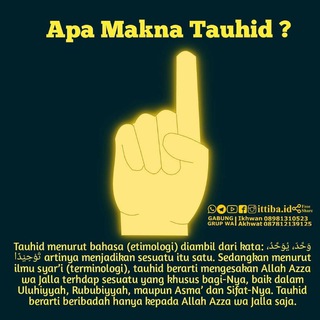 Apa Makna Tauhid ?
ittiba.id Free Share
GABUNG | Ikhwan 08981310523
GRUP WA | Akhwat 087812139125
Tauhid menurut bahasa (etimologi) diambil dari kata: وَحَّدَ، يُوَحِّدُ،
تَوْحِيْدًا artinya menjadikan sesuatu itu satu. Sedangkan menurut
ilmu syar'i (terminologi), tauhid berarti mengesakan Allah Azza
wa Jalla terhdap sesuatu yang khusus bagi-Nya, baik dalam
Uluhiyyah, Rububiyyah, maupun Asma' dan Sifat-Nya. Tauhid
berarti beribadah hanya kepada Allah Azza wa Jalla saja.